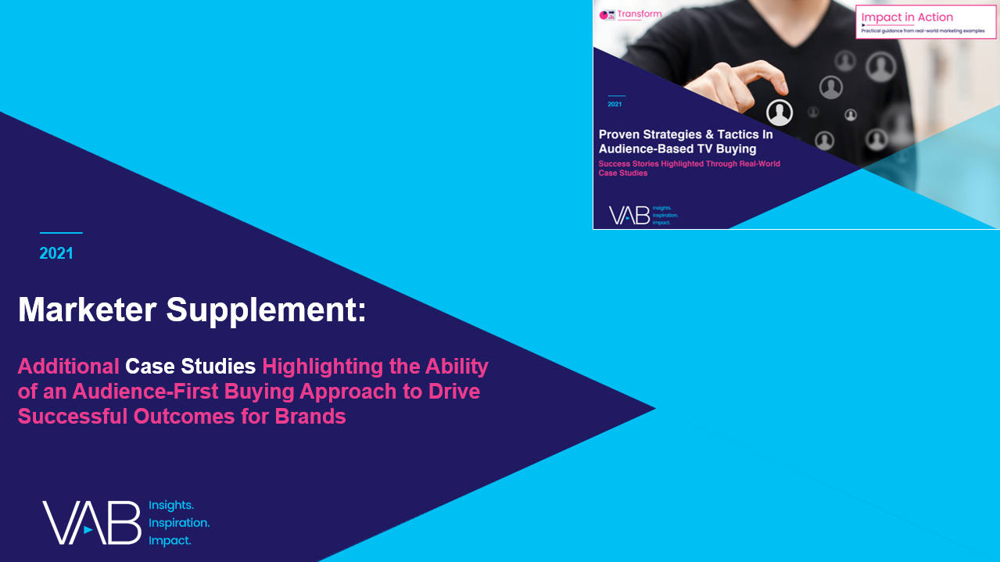 Transform
Impact in Action
Practical guidance from real-world marketing examples
2021
Proven Strategies & Tactics In
Audience-Based TV Buying
Success Stories Highlighted Through Real-World
Case Studies
VAB
Insights.
Inspiration.
Impact.
2021
Marketer Supplement:
Additional Case Studies Highlighting the Ability
of an Audience-First Buying Approach to Drive
Successful Outcomes for Brands
VAB
Insights.
Inspiration.
Impact.